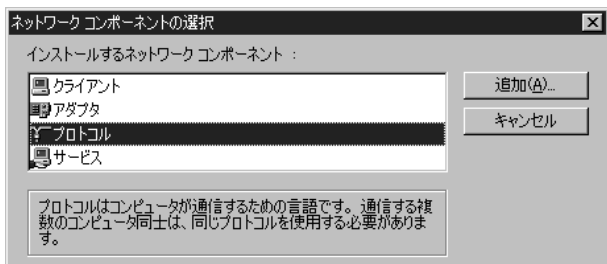 ネットワーク コンポーネントの選択
インストールするネットワーク コンポーネント :
クライアント
アダプタ
プロトコル
サービス
追加(A)...
キャンセル
プロトコルはコンピュータが通信するための言語です。通信する複
数のコンピュータ同士は、同じプロトコルを使用する必要がありま
す。